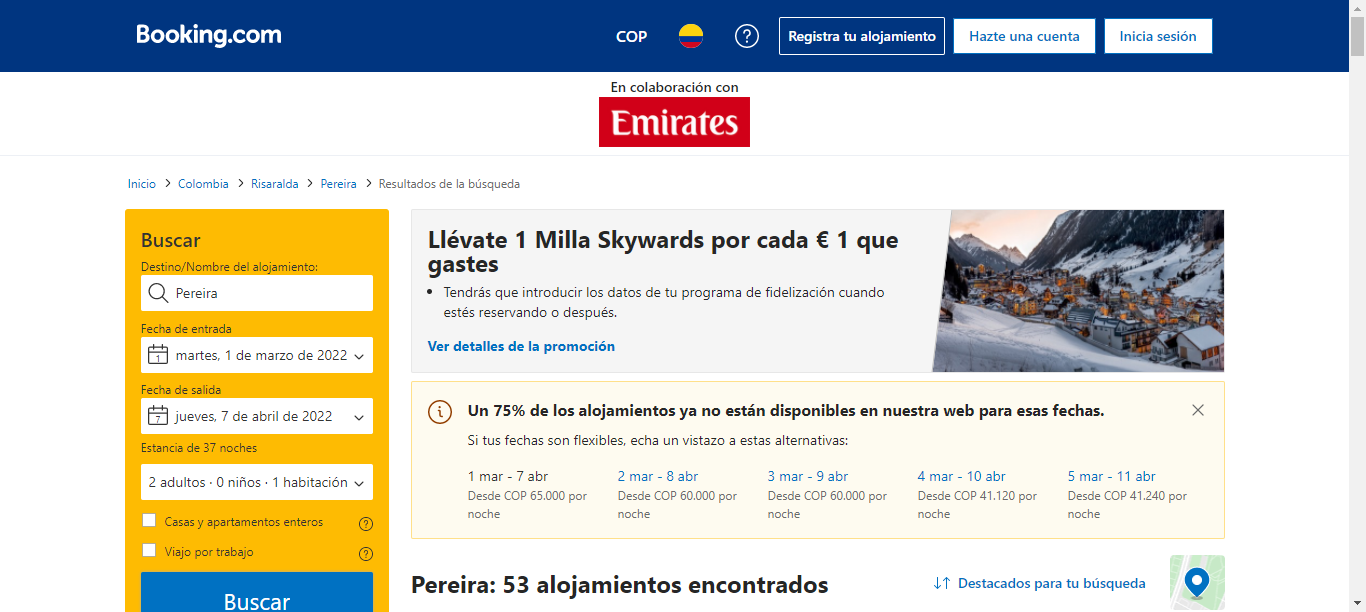 Booking.com
COP
?
Registra tu alojamiento
Hazte una cuenta
Inicia sesión
En colaboración con
Emirates
Inicio > Colombia > Risaralda > Pereira > Resultados de la búsqueda
Buscar
Destino/Nombre del alojamiento:
Pereira
Fecha de entrada
1 martes, 1 de marzo de 2022
Fecha de salida
7 jueves, 7 de abril de 2022
Estancia de 37 noches
2 adultos · 0 niños · 1 habitación
Casas y apartamentos enteros ?
Viajo por trabajo ?
Buscar
Llévate 1 Milla Skywards por cada € 1 que
gastes
• Tendrás que introducir los datos de tu programa de fidelización cuando
estés reservando o después.
Ver detalles de la promoción
Un 75% de los alojamientos ya no están disponibles en nuestra web para esas fechas.
Si tus fechas son flexibles, echa un vistazo a estas alternativas:
1 mar - 7 abr
Desde COP 65.000 por
noche
2 mar - 8 abr
Desde COP 60.000 por
noche
3 mar - 9 abr
Desde COP 60.000 por
noche
4 mar - 10 abr
Desde COP 41.120 por
noche
5 mar - 11 abr
Desde COP 41.240 por
noche
Pereira: 53 alojamientos encontrados
Destacados para tu búsqueda